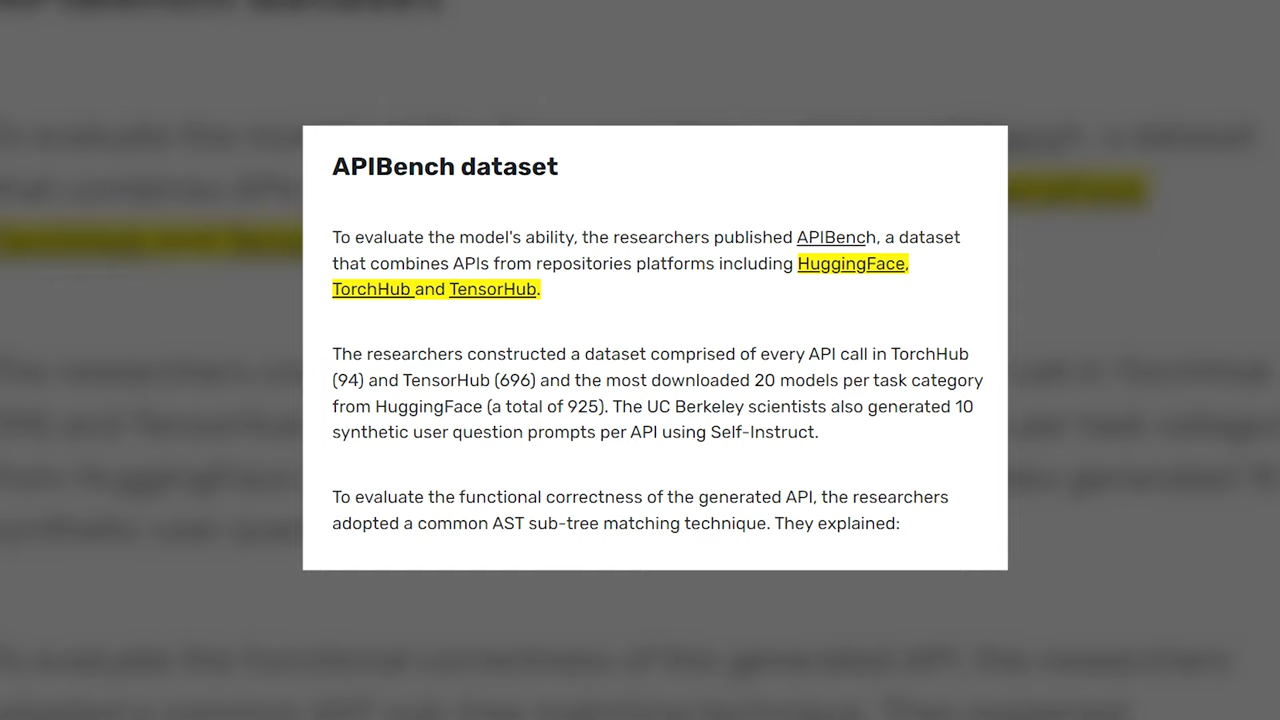 APIBench dataset
To evaluate the model's ability, the researchers published APIBench, a dataset
that combines APIs from repositories platforms including HuggingFace,
TorchHub and TensorHub.
The researchers constructed a dataset comprised of every API call in TorchHub
(94) and TensorHub (696) and the most downloaded 20 models per task category
from HuggingFace (a total of 925). The UC Berkeley scientists also generated 10
synthetic user question prompts per API using Self-Instruct.
To evaluate the functional correctness of the generated API, the researchers
adopted a common AST sub-tree matching technique. They explained: